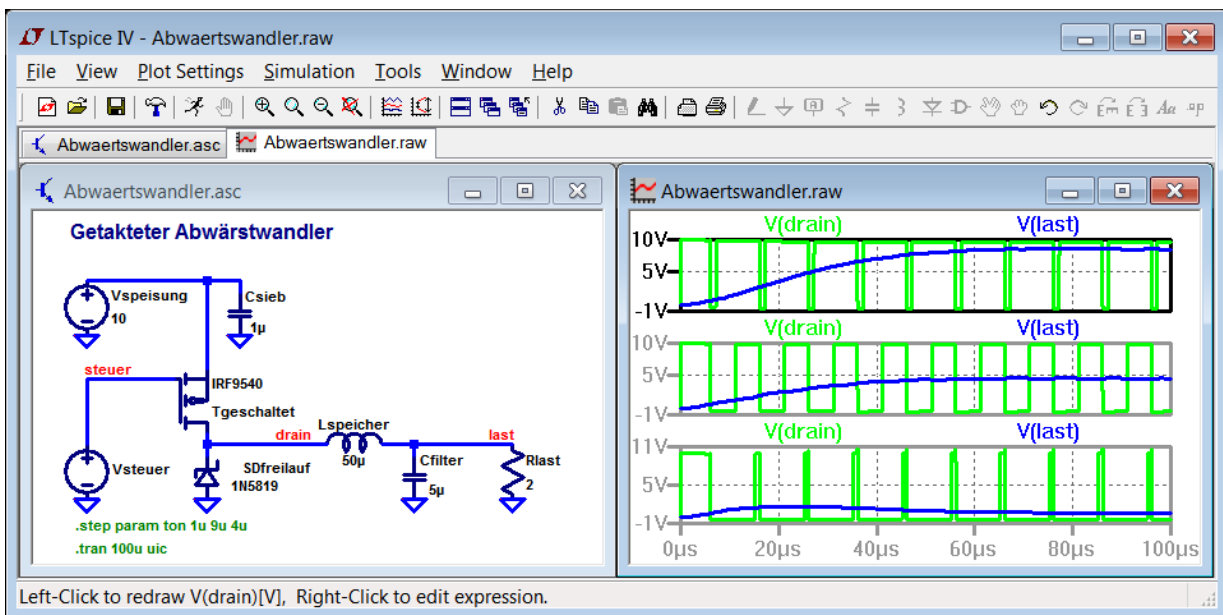 LTspice IV - Abwaertswandler.raw
File View Plot Settings Simulation Tools Window Help
Abwaertswandler.asc Abwaertswandler.raw
Abwaertswandler.asc
Getakteter Abwärstwandler
Vspeisung
10
Csieb
1µ
steuer
IRF9540
Tgeschaltet
drain
Lspeicher
50µ
last
Vsteuer
SDfreilauf
1N5819
Cfilter
5µ
Rlast
2
.step param ton 1u 9u 4u
.tran 100u uic
Abwaertswandler.raw
V(drain) V(last)
10V
5V
-1V
V(drain) V(last)
10V
5V
-1V
V(drain) V(last)
11V
5V
-1V
0µs 20µs 40µs 60µs 80µs 100µs
Left-Click to redraw V(drain)[V], Right-Click to edit expression.